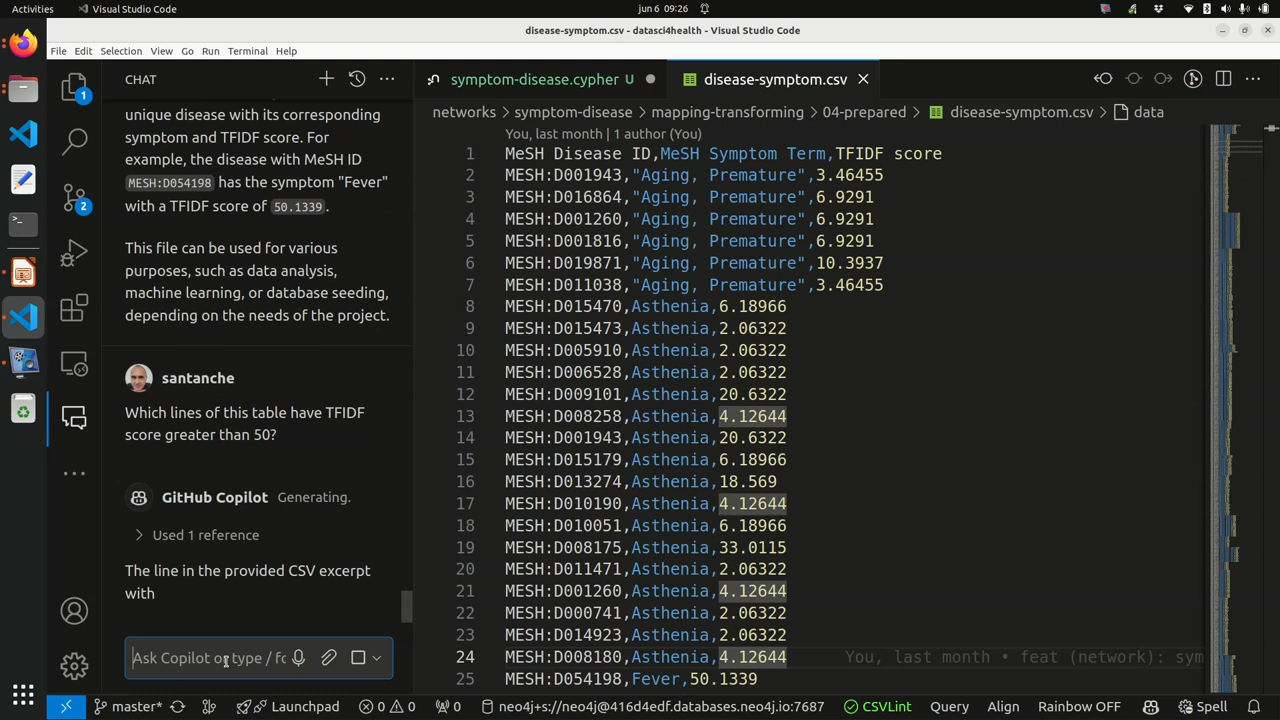 Activities
Visual Studio Code
jun 6 09:26
disease-symptom.csv - datasci4health - Visual Studio Code
File Edit Selection View Go Run Terminal Help
CHAT
unique disease with its corresponding
symptom and TFIDF score. For
example, the disease with MeSH ID
MESH:D054198 has the symptom "Fever"
with a TFIDF score of 50.1339.
This file can be used for various
purposes, such as data analysis,
machine learning, or database seeding,
depending on the needs of the project.
santanche
Which lines of this table have TFIDF
score greater than 50?
GitHub Copilot Generating.
Used 1 reference
The line in the provided CSV excerpt
with
Ask Copilot or type / fo
1
2
symptom-disease.cypher U
disease-symptom.csv
networks > symptom-disease > mapping-transforming > 04-prepared > disease-symptom.csv > data
You, last month | 1 author (You)
1 MeSH Disease ID,MeSH Symptom Term,TFIDF score
2 MESH:D001943,"Aging, Premature",3.46455
3 MESH:D016864,"Aging, Premature",6.9291
4 MESH:D001260,"Aging, Premature",6.9291
5 MESH:D001816,"Aging, Premature",6.9291
6 MESH:D019871,"Aging, Premature",10.3937
7 MESH:D011038,"Aging, Premature",3.46455
8 MESH:D015470,Asthenia,6.18966
9 MESH:D015473,Asthenia,2.06322
10 MESH:D005910,Asthenia,2.06322
11 MESH:D006528,Asthenia,2.06322
12 MESH:D009101,Asthenia,20.6322
13 MESH:D008258,Asthenia,4.12644
14 MESH:D001943,Asthenia,20.6322
15 MESH:D015179,Asthenia,6.18966
16 MESH:D013274,Asthenia,18.569
17 MESH:D010190,Asthenia,4.12644
18 MESH:D010051,Asthenia,6.18966
19 MESH:D008175,Asthenia,33.0115
20 MESH:D011471,Asthenia,2.06322
21 MESH:D001260,Asthenia,4.12644
22 MESH:D000741,Asthenia,2.06322
23 MESH:D014923,Asthenia,2.06322
24 MESH:D008180,Asthenia,4.12644 You, last month • feat (network): sym
25 MESH:D054198,Fever,50.1339
master* Launchpad 0 0 0 neo4j+s://neo4j@416d4edf.databases.neo4j.io:7687 CSVLint Query Align Rainbow OFF Spell